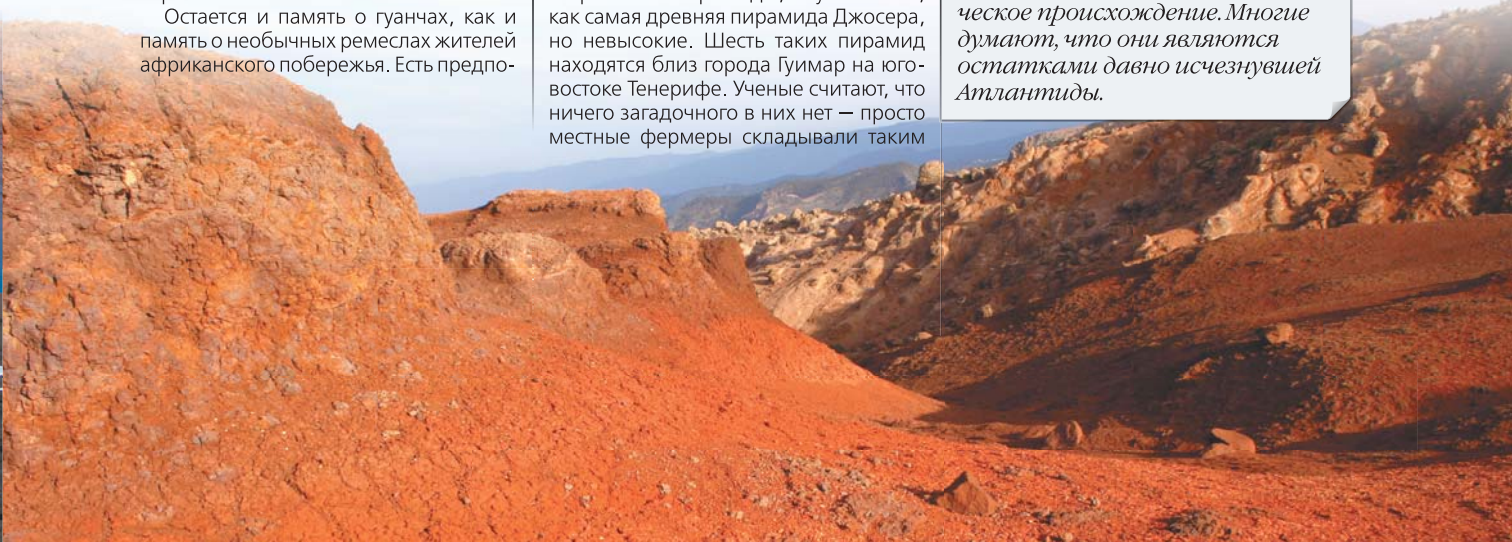 Остается и память о гуанчах, как и
память о необычных ремеслах жителей
африканского побережья. Есть предпо-
как самая древняя пирамида Джосера,
но невысокие. Шесть таких пирамид
находятся близ города Гуимар на юго-
востоке Тенерифе. Ученые считают, что
ничего загадочного в них нет — просто
местные фермеры складывали таким
ческое происхождение. Многие
думают, что они являются
остатками давно исчезнувшей
Атлантиды.